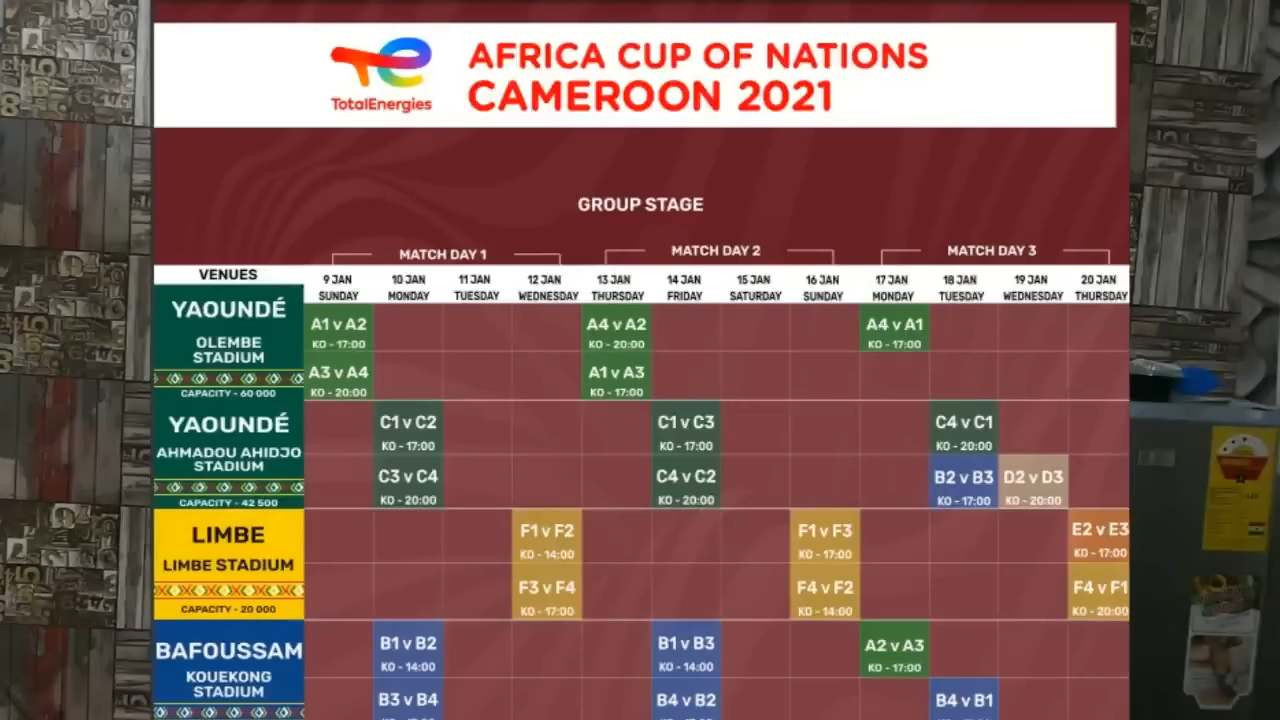 TotalEnergies
AFRICA CUP OF NATIONS
CAMEROON 2021
GROUP STAGE
MATCH DAY 1
MATCH DAY 2
MATCH DAY 3
VENUES
9 JAN 10 JAN 11 JAN 12 JAN 13 JAN 14 JAN 15 JAN 16 JAN 17 JAN 18 JAN 19 JAN 20 JAN
SUNDAY MONDAY TUESDAY WEDNESDAY THURSDAY FRIDAY SATURDAY SUNDAY MONDAY TUESDAY WEDNESDAY THURSDAY
YAOUNDÉ
OLEMBE
STADIUM
CAPACITY - 60 000
A1 v A2 A4 v A2 A4 v A1
KO - 17:00 KO - 20:00 KO - 17:00
A3 v A4 A1 v A3
KO - 20:00 KO - 17:00
YAOUNDÉ
AHMADOU AHIDJO
STADIUM
CAPACITY - 42 500
C1 v C2 C1 v C3 C4 v C1
KO - 17:00 KO - 17:00 KO - 20:00
C3 v C4 C4 v C2 B2 v B3 D2 v D3
KO - 20:00 KO - 20:00 KO - 17:00 KO - 20:00
LIMBE
LIMBE STADIUM
CAPACITY - 20 000
F1 v F2 F1 v F3 E2 v E3
KO - 14:00 KO - 17:00 KO - 17:00
F3 v F4 F4 v F2 F4 v F1
KO - 17:00 KO - 14:00 KO - 20:00
BAFOUSSAM
KOUEKONG
STADIUM
B1 v B2 B1 v B3 A2 v A3
KO - 14:00 KO - 14:00 KO - 17:00
B3 v B4 B4 v B2 B4 v B1